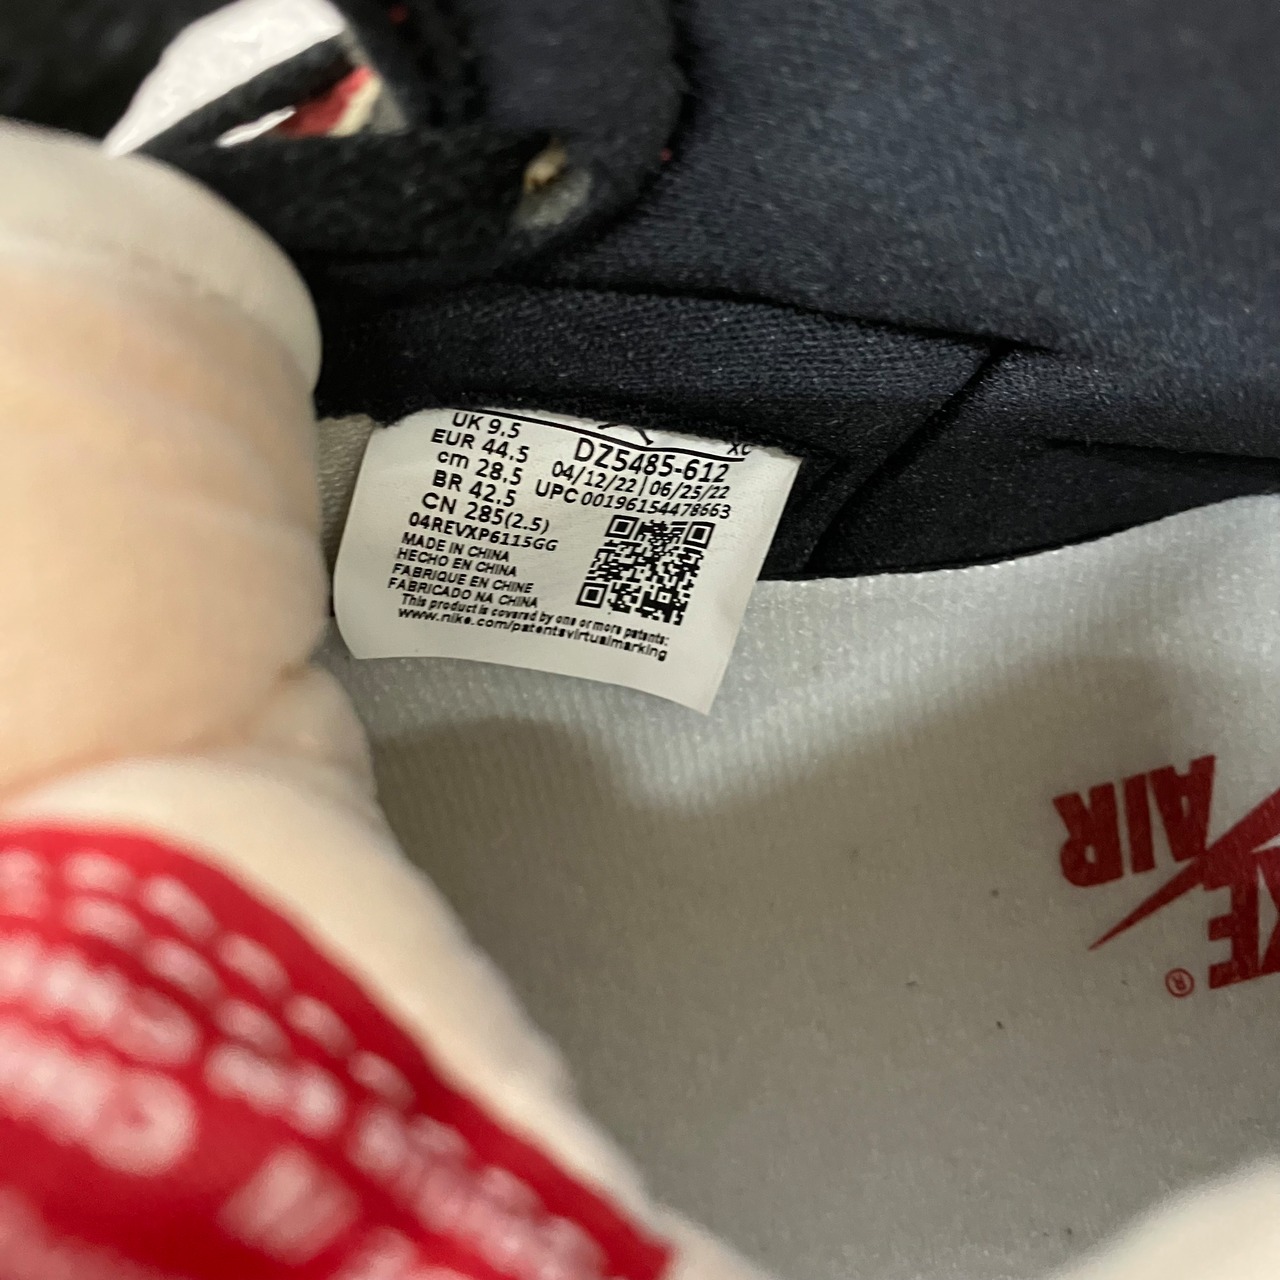 UK 9.5
EUR 44.5
cm 28.5
BR 42.5
CN 285(2.5)
04REVXP6115GG
XC
DZ5485-612
04/12/22 | 06/25/22
UPC 00196154478663
MADE IN CHINA
HECHO EN CHINA
FABRIQUE EN CHINE
FABRICADO NA CHINA
This product is covered by one or more patents:
www.nike.com/patentsvirtualmarking
AIR
®